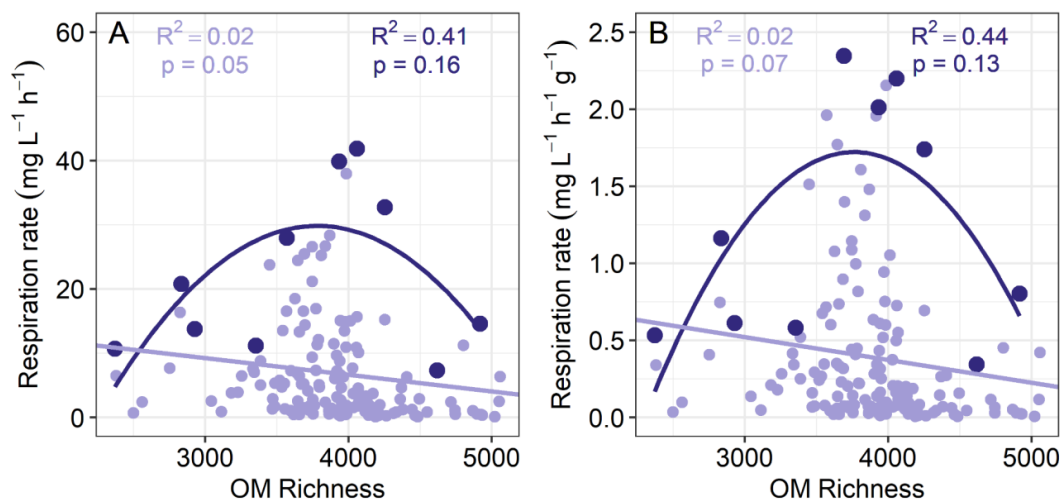 A
R² = 0.02
p = 0.05
R² = 0.41
p = 0.16
60
40
20
0
Respiration rate (mg L⁻¹ h⁻¹)
3000 4000 5000
OM Richness
B
R² = 0.02
p = 0.07
R² = 0.44
p = 0.13
2.5
2.0
1.5
1.0
0.5
0.0
Respiration rate (mg L⁻¹ h⁻¹ g⁻¹)
3000 4000 5000
OM Richness